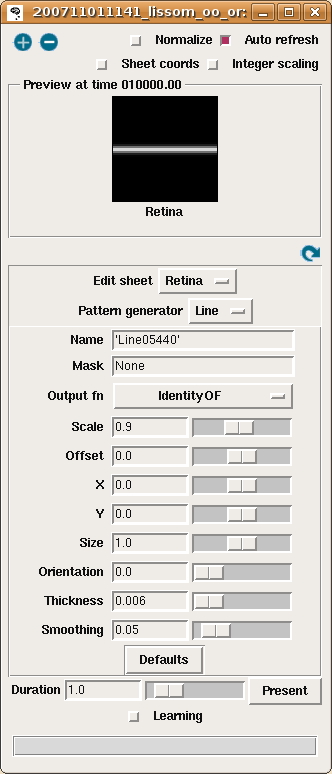 200711011141_lissom_oo_or:
Normalize Auto refresh
Sheet coords Integer scaling
Preview at time 010000.00
Retina
Edit sheet Retina
Pattern generator Line
Name 'Line05440'
Mask None
Output fn IdentityOF
Scale 0.9
Offset 0.0
X 0.0
Y 0.0
Size 1.0
Orientation 0.0
Thickness 0.006
Smoothing 0.05
Defaults
Duration 1.0 Present
Learning